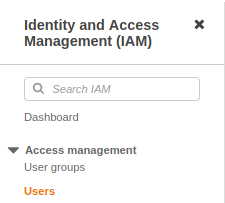 Identity and Access
Management (IAM)
Search IAM
Dashboard
Access management
User groups
Users